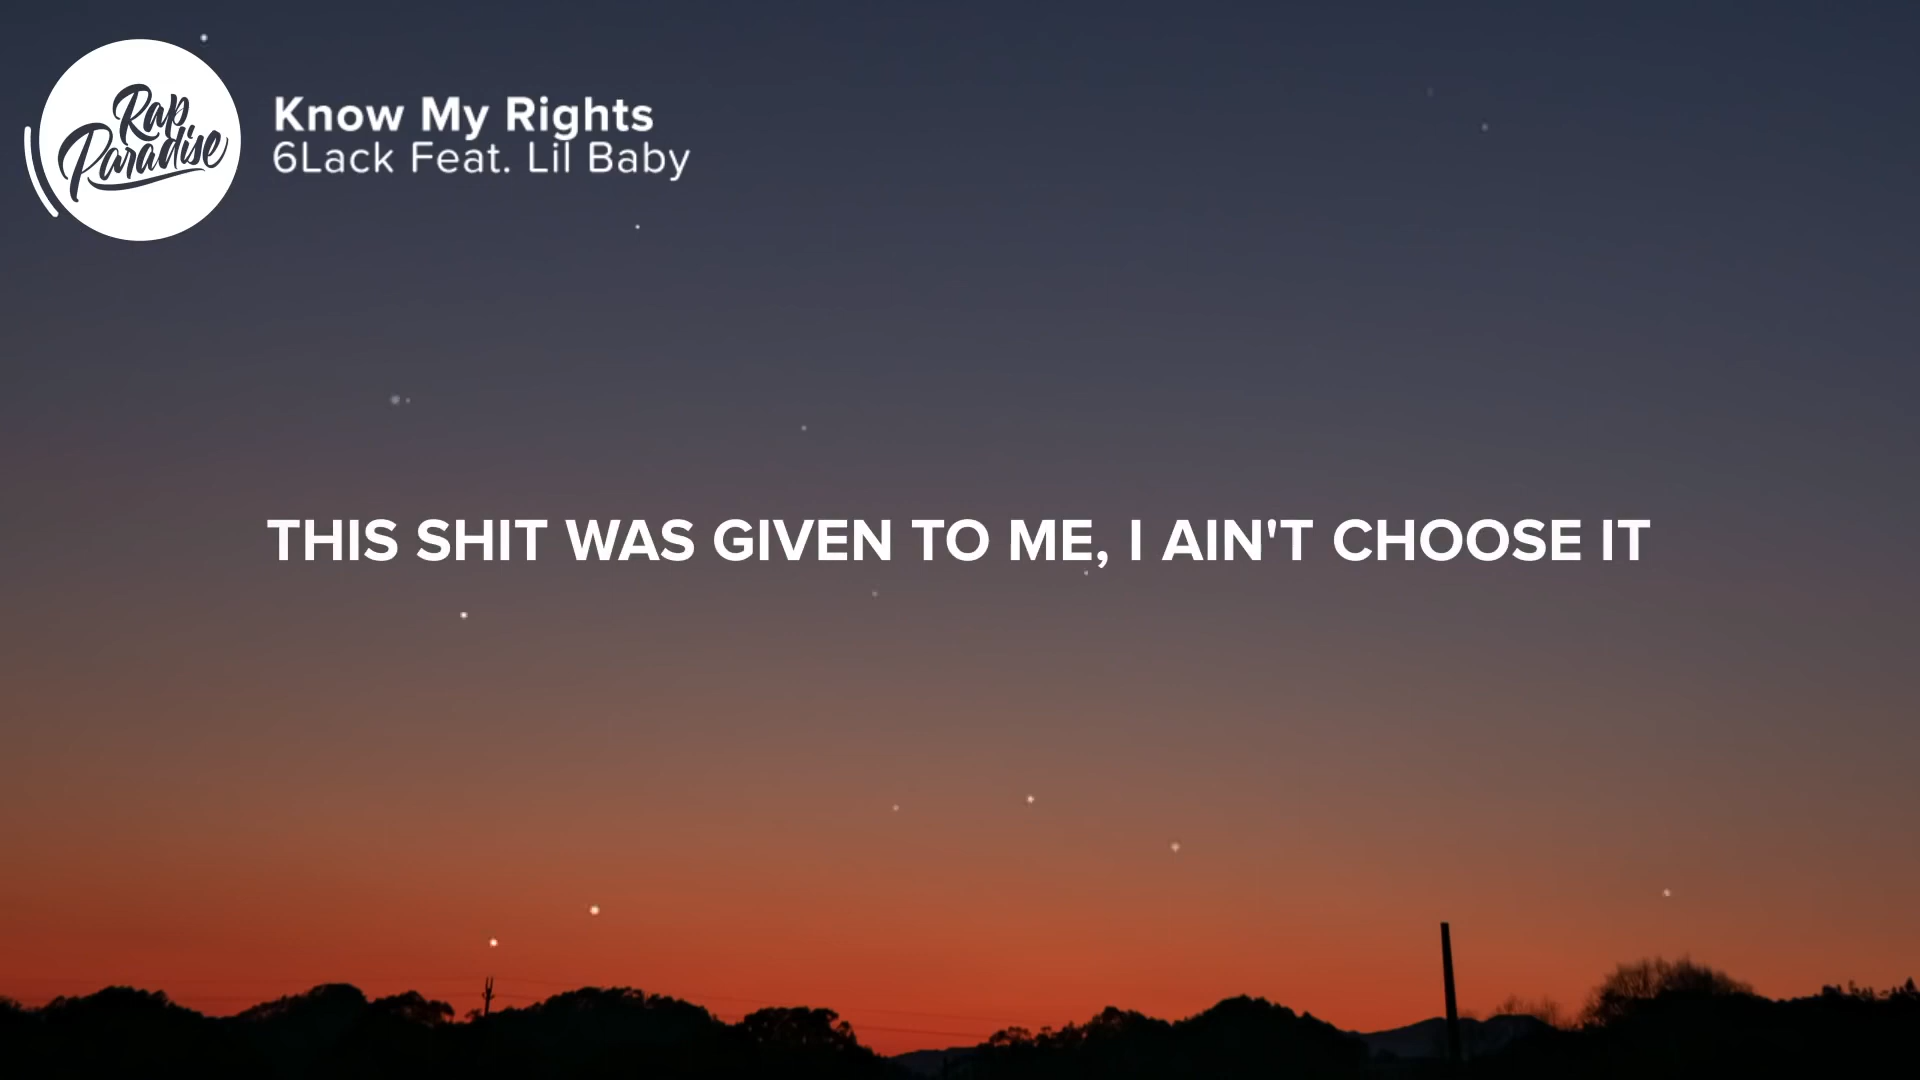 Rap
Paradise
Know My Rights
6Lack Feat. Lil Baby
THIS SHIT WAS GIVEN TO ME, I AIN'T CHOOSE IT